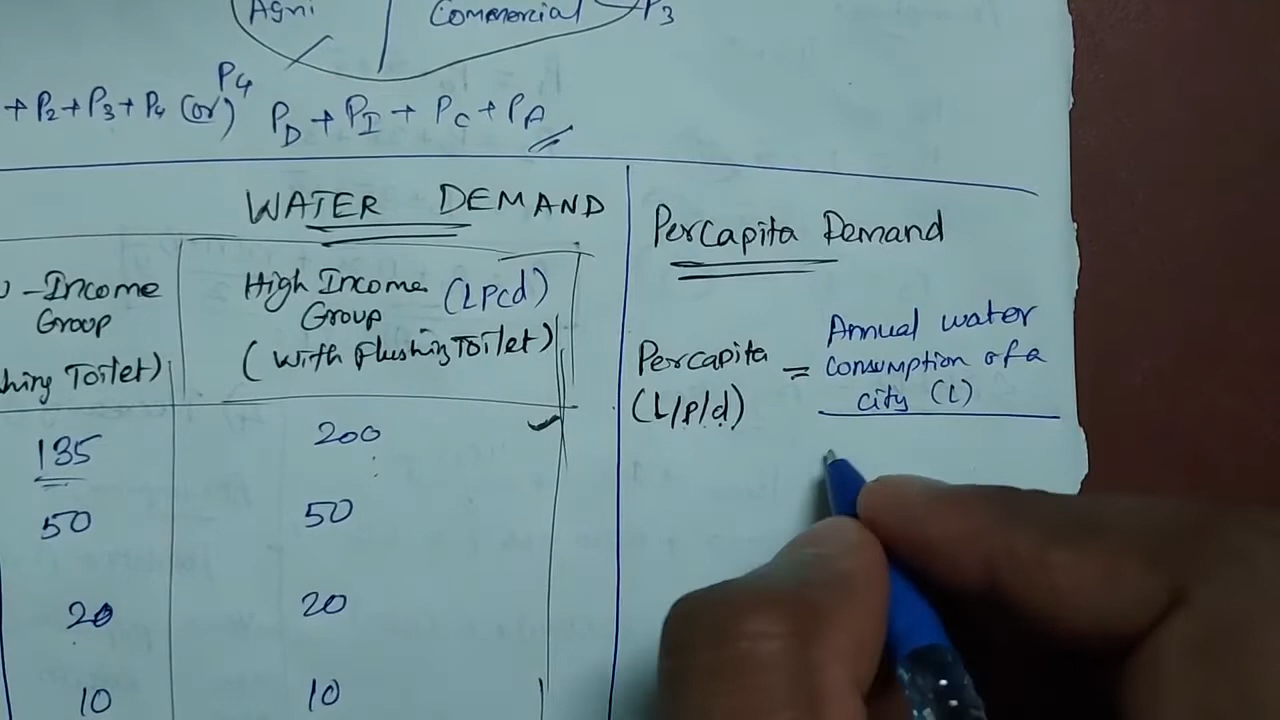 Agri
Commercial → P3
P4
+ P2 + P3 + P4 (or) PD + PI + PC + PA
WATER DEMAND
-Income
Group
Toilet)
High Income (LPcd)
Group
(with Flushing Toilet)
135 200
50 50
20 20
10 10
Percapita Demand
Percapita = Annual water
(L/P/d) consumption of a
city (L)